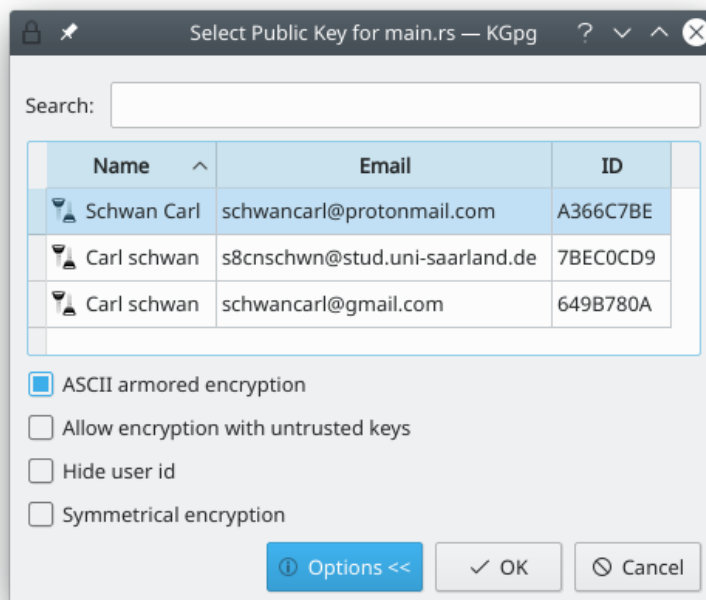 Select Public Key for main.rs — KGpg
Search:
Name Email ID
Schwan Carl schwancarl@protonmail.com A366C7BE
Carl schwan s8cnschwn@stud.uni-saarland.de 7BEC0CD9
Carl schwan schwancarl@gmail.com 649B780A
ASCII armored encryption
Allow encryption with untrusted keys
Hide user id
Symmetrical encryption
Options << OK Cancel